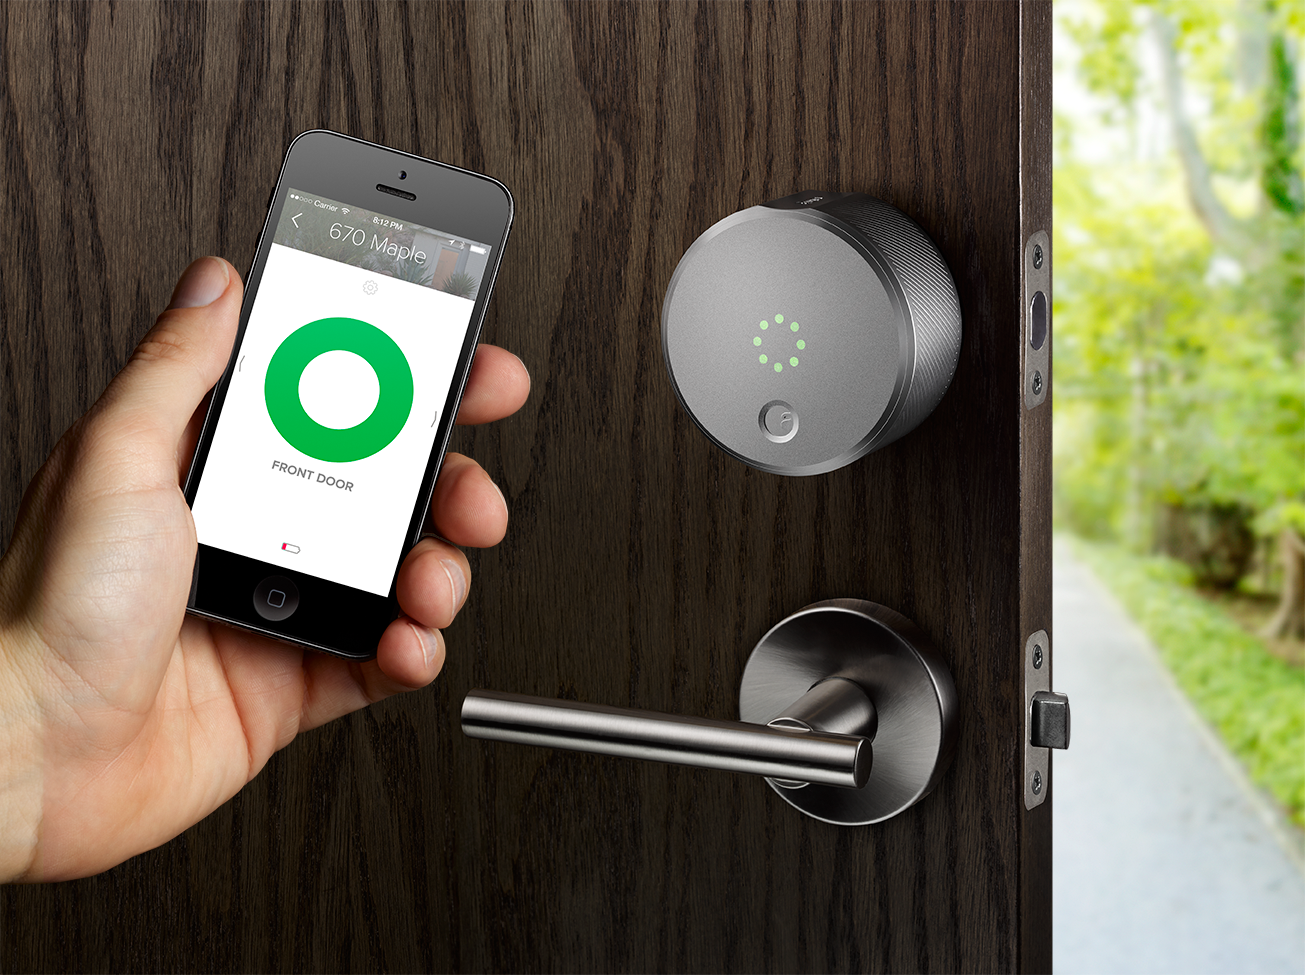 Carrier 8:12 PM
670 Maple
FRONT DOOR